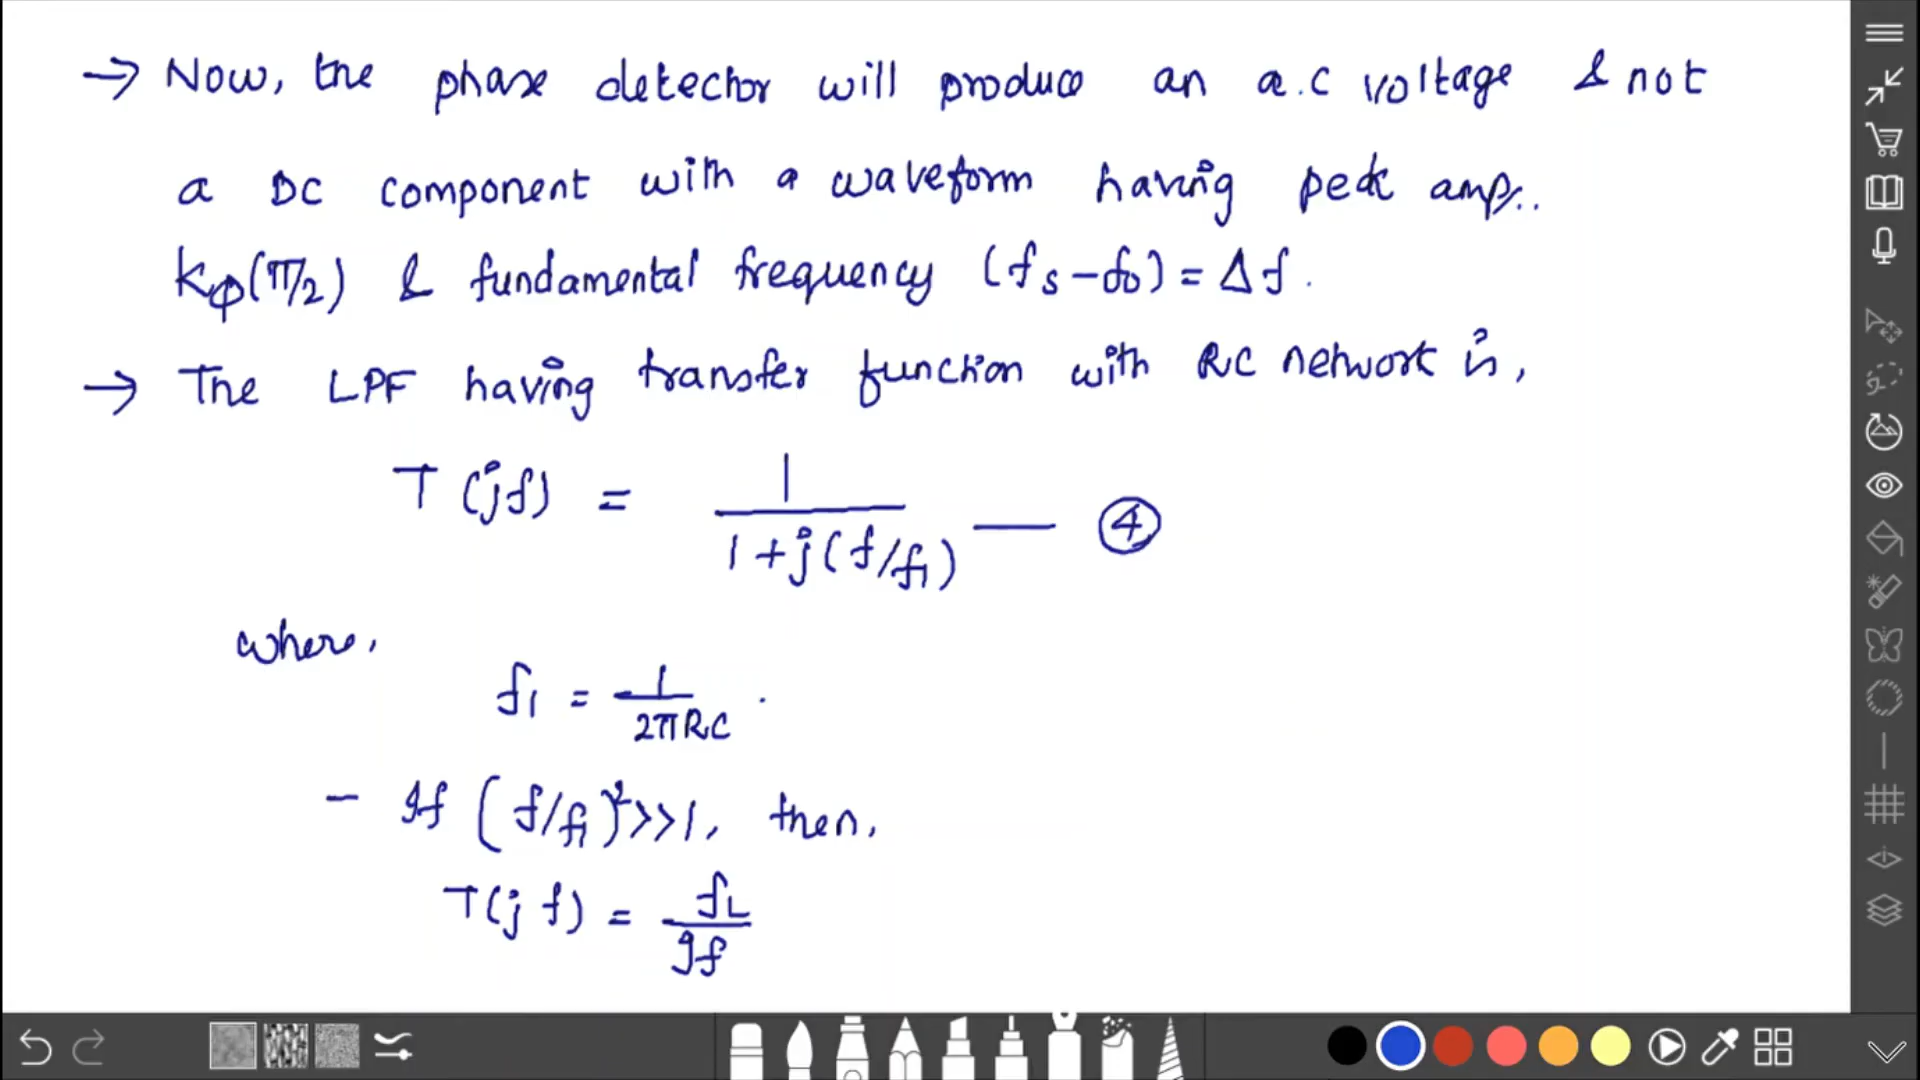 → Now, the phase detector will produce an a.c voltage & not
a DC component with a waveform having peak amp..
kφ(π/2) & fundamental frequency (fs-fo) = Δf.
→ The LPF having transfer function with RC network is,
T (jf) = 1 / 1+j(f/f1) — ④
where,
f1 = 1 / 2πRC .
- If (f/f1)²>>1, then,
T(jf) = f1 / jf